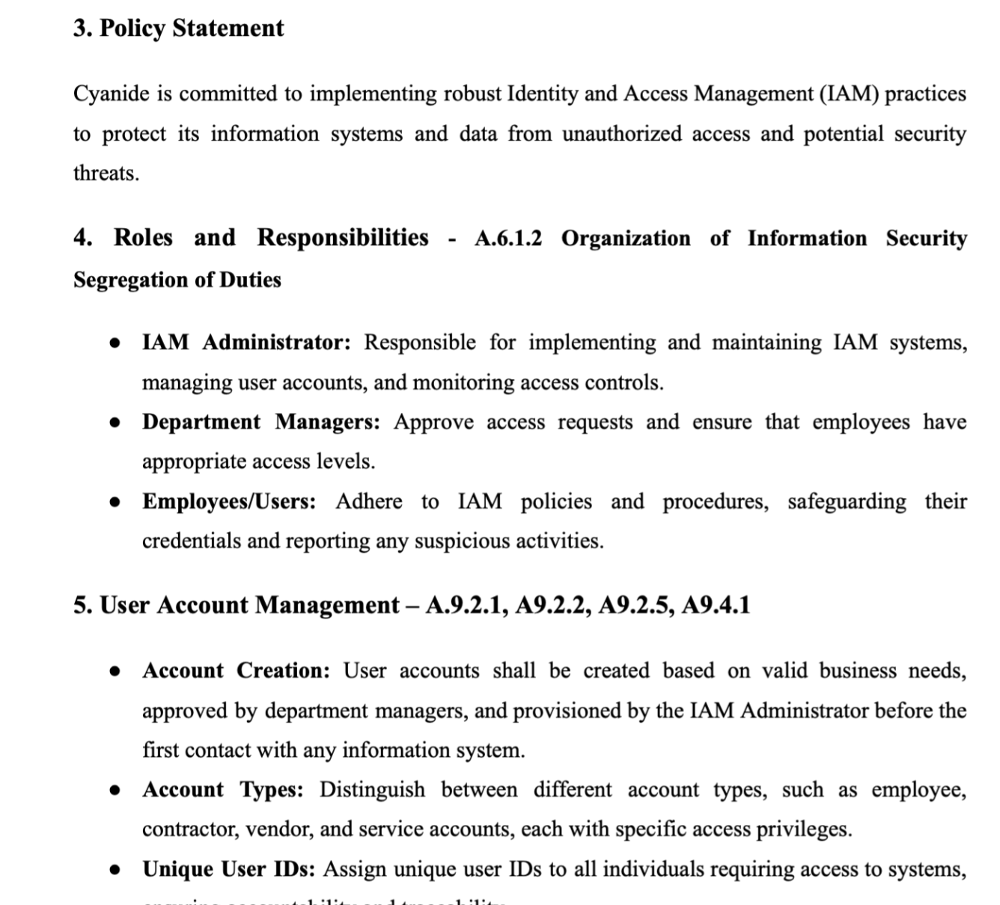 3. Policy Statement
Cyanide is committed to implementing robust Identity and Access Management (IAM) practices
to protect its information systems and data from unauthorized access and potential security
threats.
4. Roles and Responsibilities - A.6.1.2 Organization of Information Security
Segregation of Duties
● IAM Administrator: Responsible for implementing and maintaining IAM systems,
managing user accounts, and monitoring access controls.
● Department Managers: Approve access requests and ensure that employees have
appropriate access levels.
● Employees/Users: Adhere to IAM policies and procedures, safeguarding their
credentials and reporting any suspicious activities.
5. User Account Management – A.9.2.1, A9.2.2, A9.2.5, A9.4.1
● Account Creation: User accounts shall be created based on valid business needs,
approved by department managers, and provisioned by the IAM Administrator before the
first contact with any information system.
● Account Types: Distinguish between different account types, such as employee,
contractor, vendor, and service accounts, each with specific access privileges.
● Unique User IDs: Assign unique user IDs to all individuals requiring access to systems,